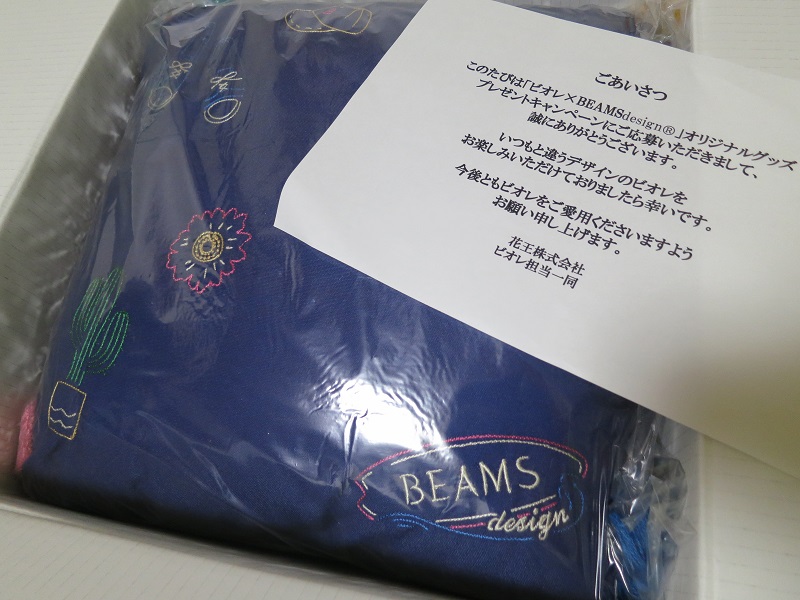 ごあいさつ
このたびは「ビオレ×BEAMSdesign®」オリジナルグッズ
プレゼントキャンペーンにご応募いただきまして、
誠にありがとうございます。
いつもと違うデザインのビオレを
お楽しみいただけておりましたら幸いです。
今後ともビオレをご愛用くださいますよう
お願い申し上げます。
花王株式会社
ビオレ担当一同
BEAMS
design